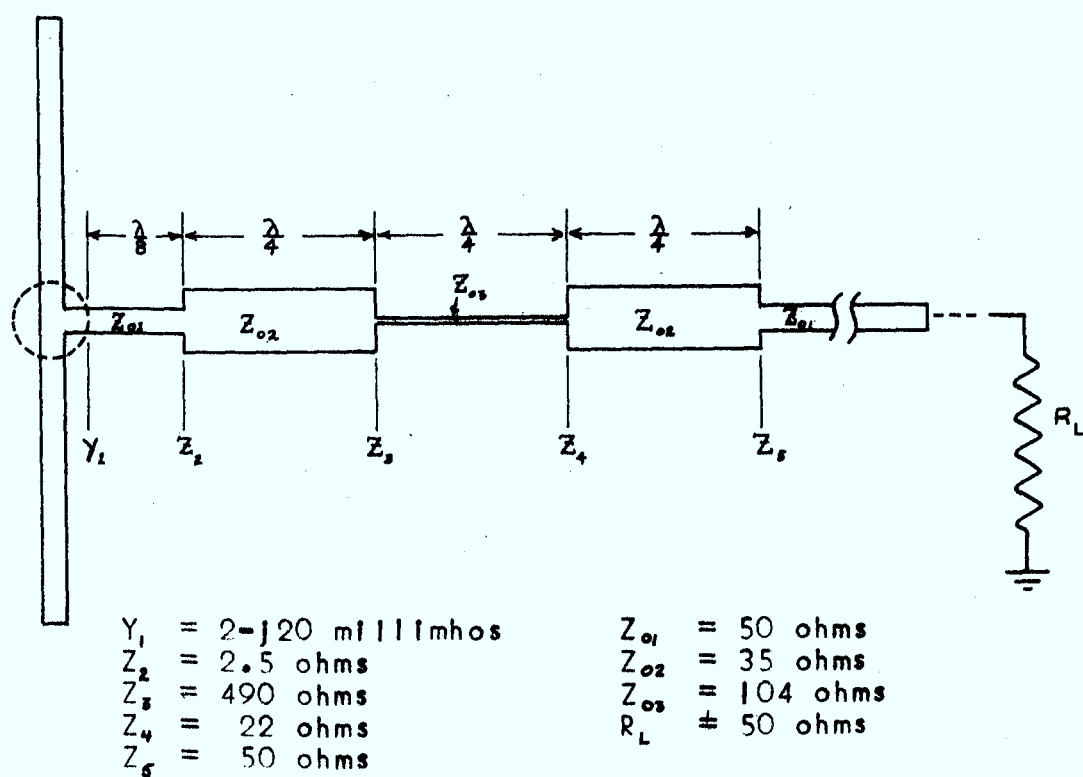 λ/8 λ/4 λ/4 λ/4
Z₀₃
Z₀₁ Z₀₂ Z₀₂ Z₀₁
R_L
Y₁ Z₂ Z₃ Z₄ Z₅
Y₁ = 2-j20 millimhos
Z₂ = 2.5 ohms
Z₃ = 490 ohms
Z₄ = 22 ohms
Z₅ = 50 ohms
Z₀₁ = 50 ohms
Z₀₂ = 35 ohms
Z₀₃ = 104 ohms
R_L = 50 ohms